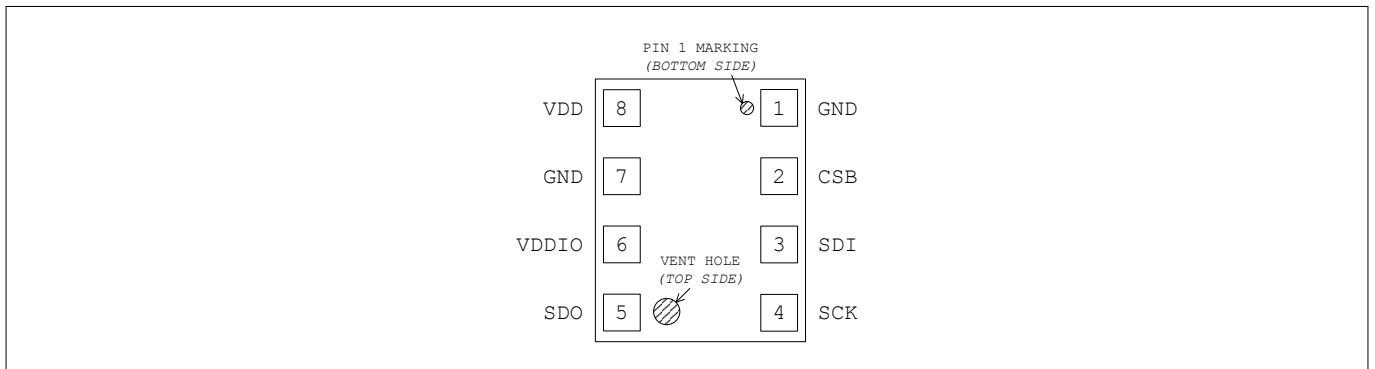 PIN 1 MARKING
(BOTTOM SIDE)
VDD 8 1 GND
GND 7 2 CSB
VDDIO 6 3 SDI
VENT HOLE
(TOP SIDE)
SDO 5 4 SCK